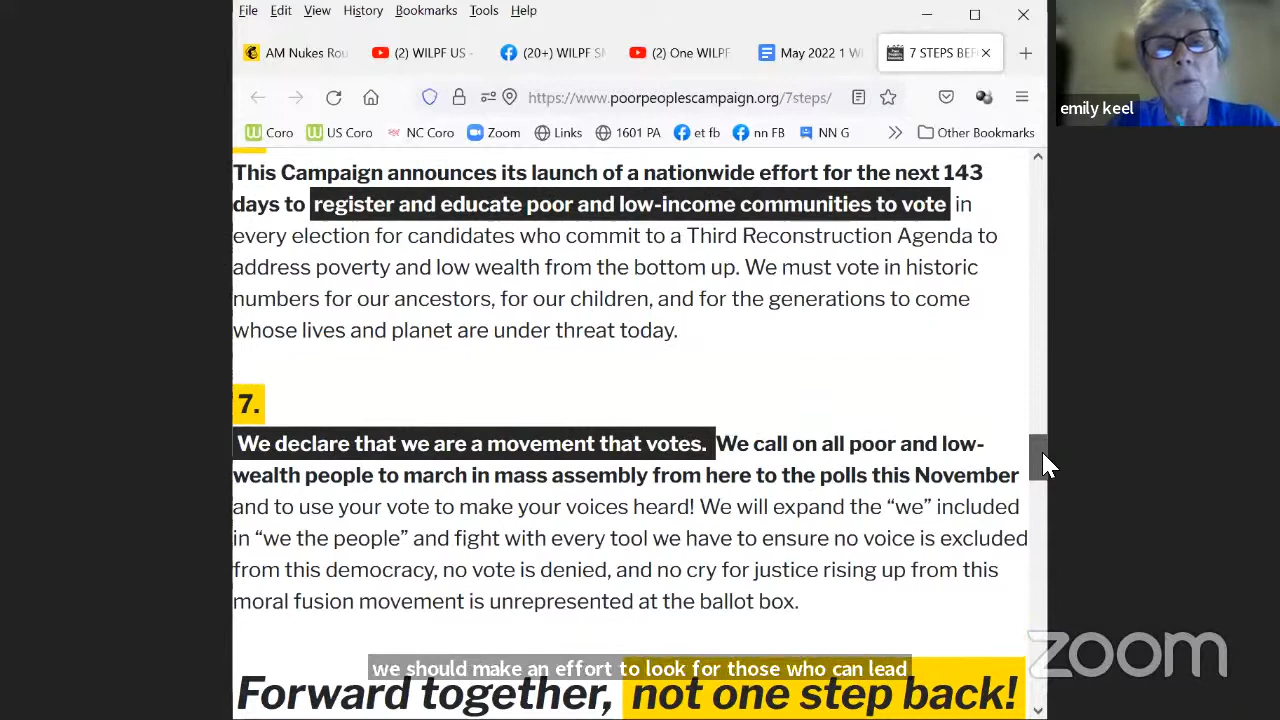 File Edit View History Bookmarks Tools Help
AM Nukes Rou (2) WILPF US - (20+) WILPF SM (2) One WILPF May 2022 1 W 7 STEPS BEF
https://www.poorpeoplescampaign.org/7steps/
emily keel
Coro US Coro NC Coro Zoom Links 1601 PA et fb nn FB NN G Other Bookmarks
This Campaign announces its launch of a nationwide effort for the next 143
days to register and educate poor and low-income communities to vote in
every election for candidates who commit to a Third Reconstruction Agenda to
address poverty and low wealth from the bottom up. We must vote in historic
numbers for our ancestors, for our children, and for the generations to come
whose lives and planet are under threat today.
7.
We declare that we are a movement that votes. We call on all poor and low-
wealth people to march in mass assembly from here to the polls this November
and to use your vote to make your voices heard! We will expand the “we” included
in “we the people” and fight with every tool we have to ensure no voice is excluded
from this democracy, no vote is denied, and no cry for justice rising up from this
moral fusion movement is unrepresented at the ballot box.
we should make an effort to look for those who can lead
Forward together, not one step back!
zoom